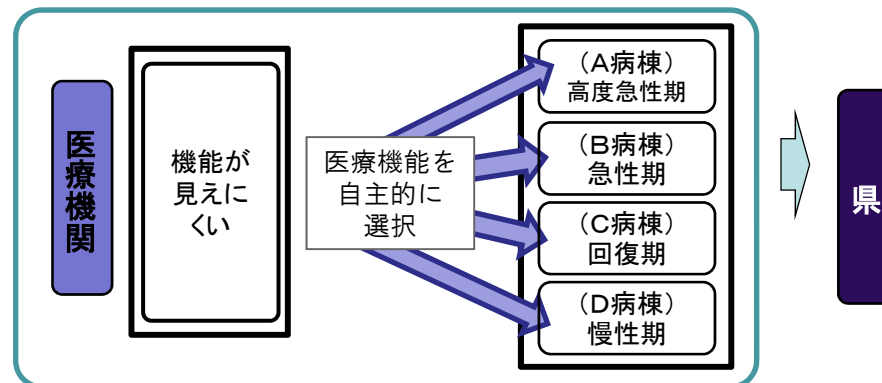 医療機関
機能が
見えに
くい
医療機能を
自主的に
選択
（A病棟）
高度急性期
（B病棟）
急性期
（C病棟）
回復期
（D病棟）
慢性期
県